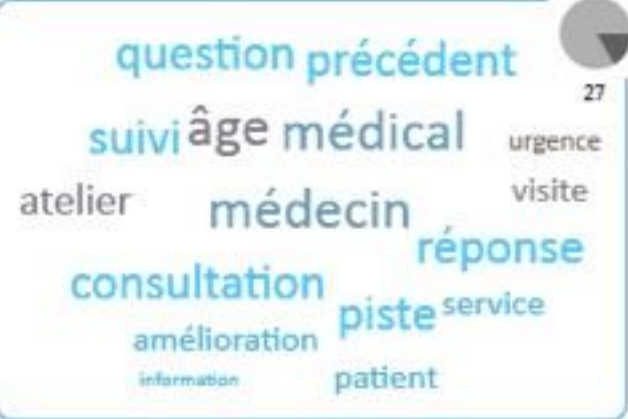 question précédent
27
suivi âge médical
urgence
atelier
médecin
visite
réponse
consultation
piste service
amélioration
information
patient